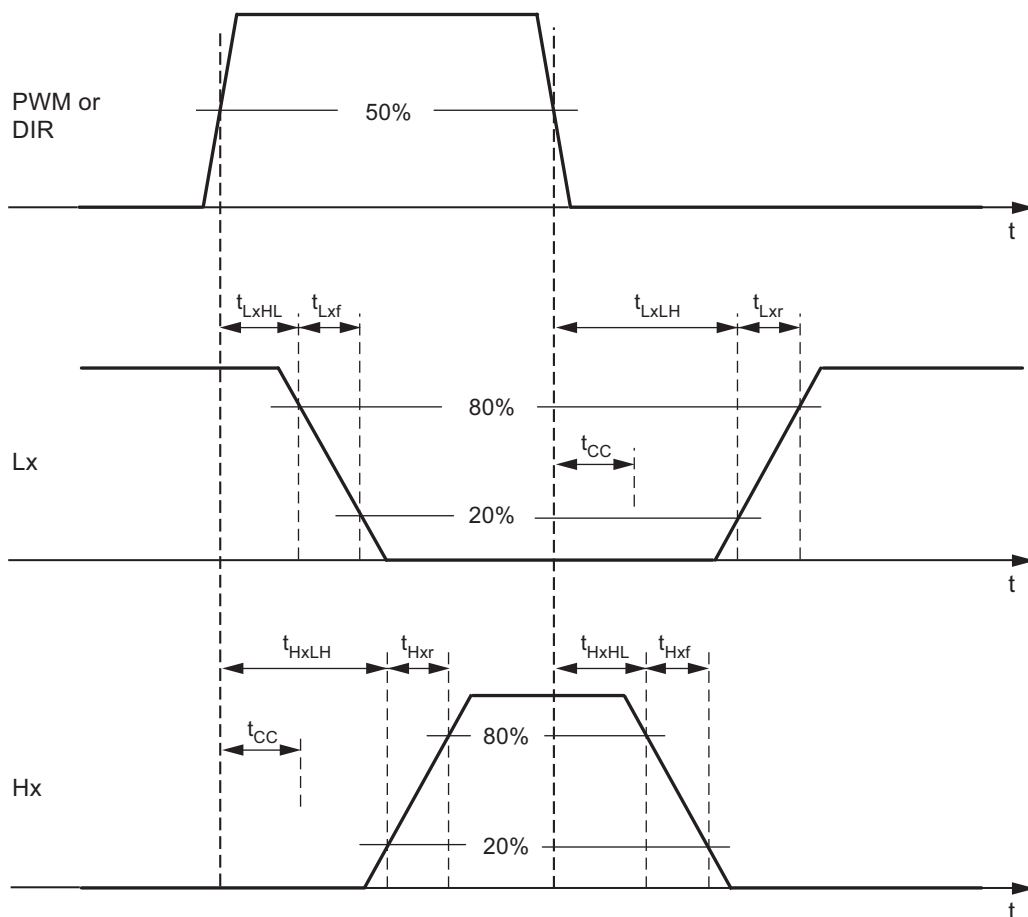 PWM or
DIR
50%
t
tLxHL
tLxf
tLxLH
tLxr
80%
Lx
tCC
20%
t
tHxLH
tHxr
tHxHL
tHxf
tCC
80%
Hx
20%
t